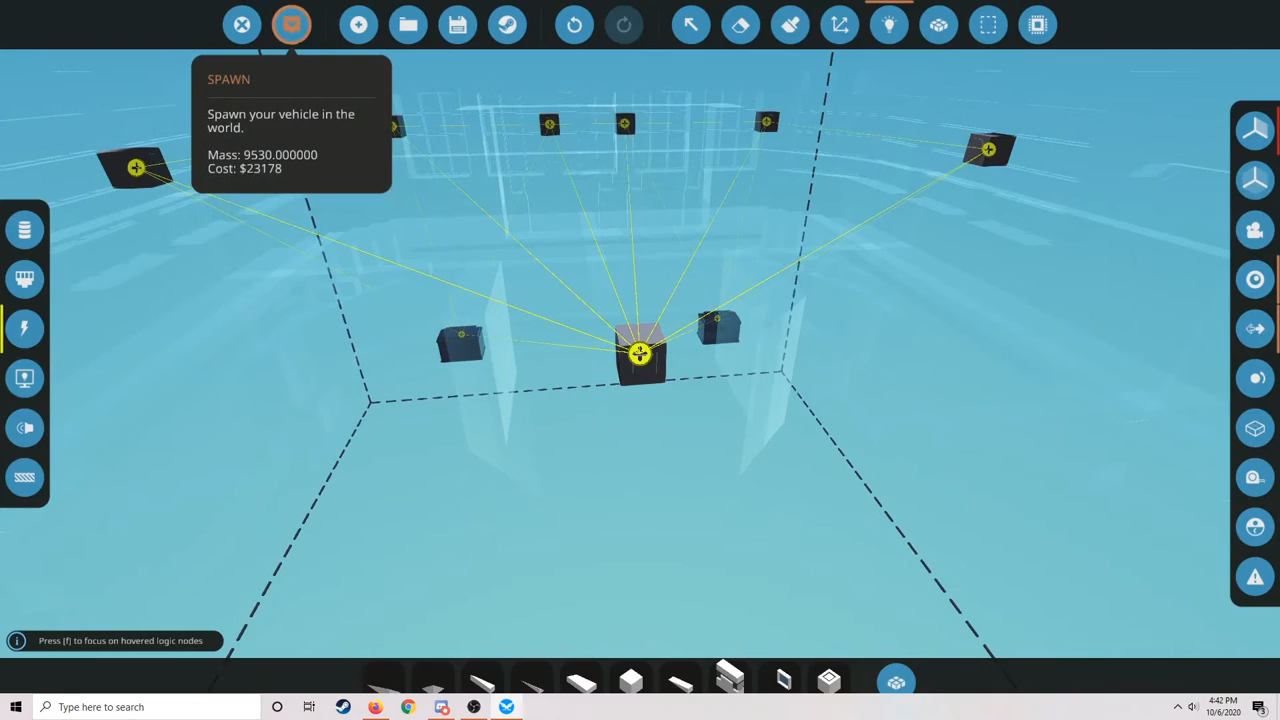 SPAWN
Spawn your vehicle in the
world.
Mass: 9530.000000
Cost: $23178
Press [f] to focus on hovered logic nodes
Type here to search
4:42 PM
10/6/2020
3